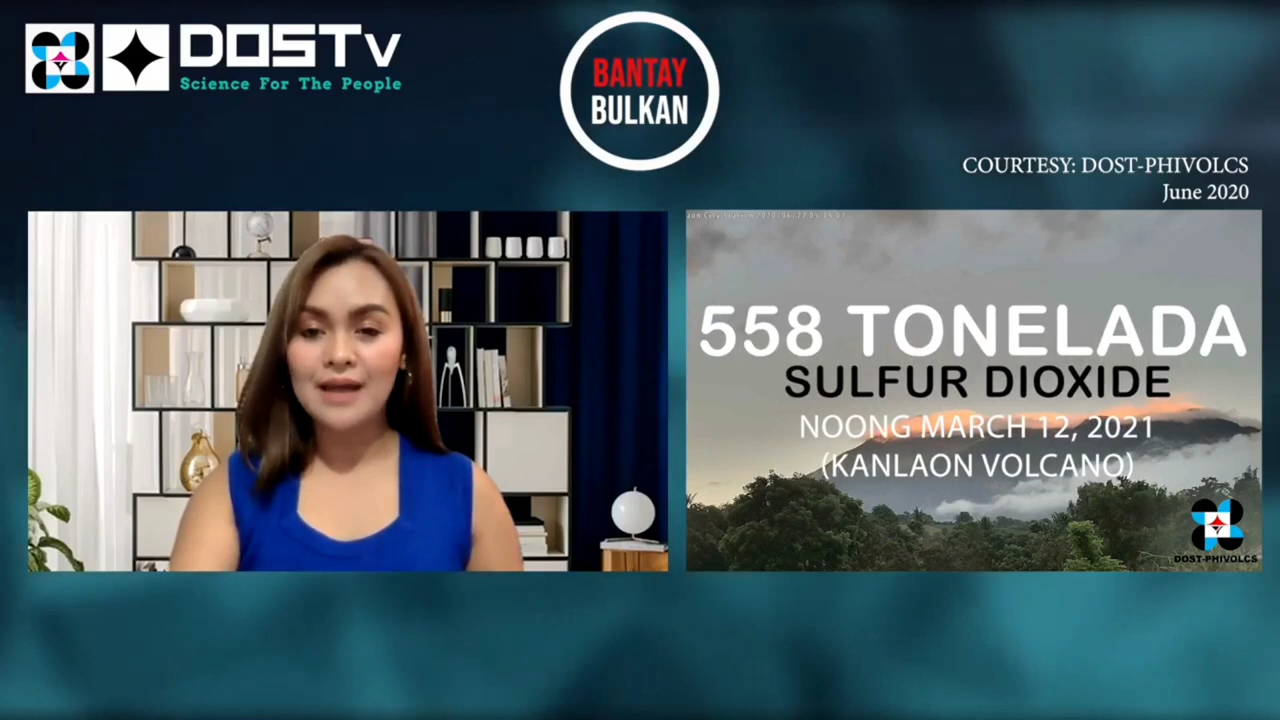 DOSTv
Science For The People
BANTAY
BULKAN
COURTESY: DOST-PHIVOLCS
June 2020
558 TONELADA
SULFUR DIOXIDE
NOONG MARCH 12, 2021
(KANLAON VOLCANO)
DOST-PHIVOLCS